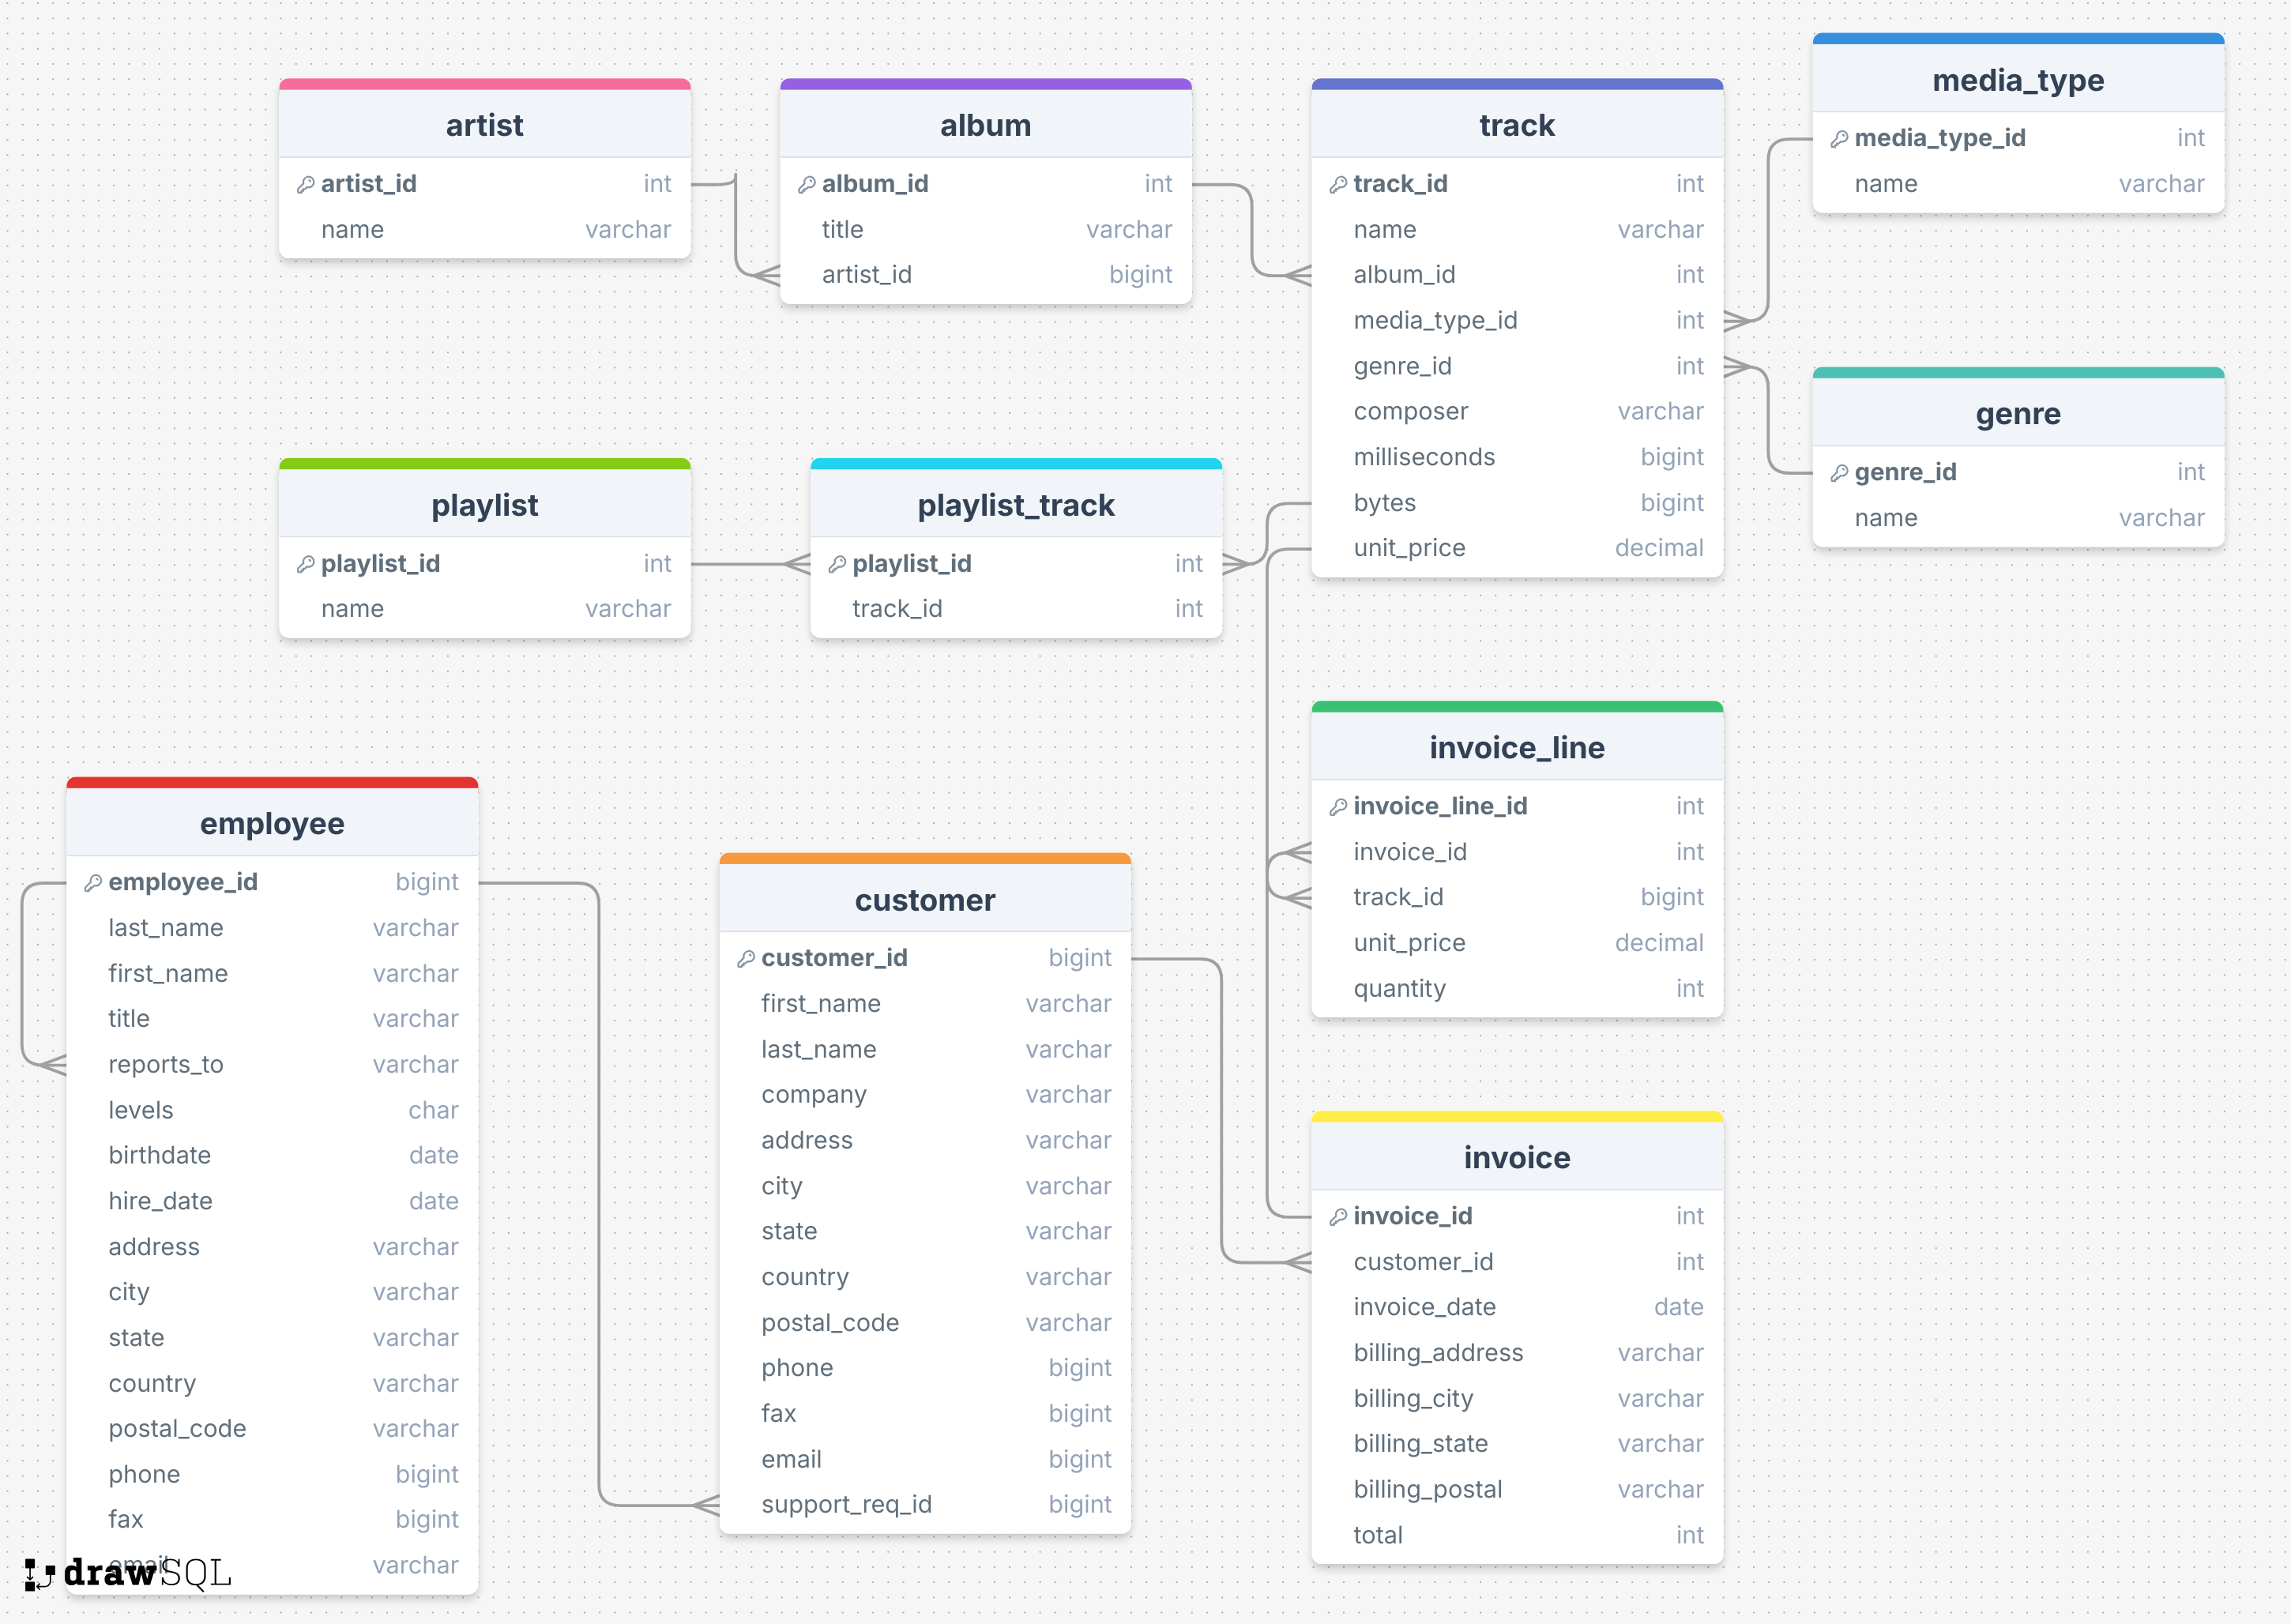 artist
artist_id int
name varchar
album
album_id int
title varchar
artist_id bigint
track
track_id int
name varchar
album_id int
media_type_id int
genre_id int
composer varchar
milliseconds bigint
bytes bigint
unit_price decimal
media_type
media_type_id int
name varchar
genre
genre_id int
name varchar
playlist
playlist_id int
name varchar
playlist_track
playlist_id int
track_id int
invoice_line
invoice_line_id int
invoice_id int
track_id bigint
unit_price decimal
quantity int
employee
employee_id bigint
last_name varchar
first_name varchar
title varchar
reports_to varchar
levels char
birthdate date
hire_date date
address varchar
city varchar
state varchar
country varchar
postal_code varchar
phone bigint
fax bigint
email varchar
customer
customer_id bigint
first_name varchar
last_name varchar
company varchar
address varchar
city varchar
state varchar
country varchar
postal_code varchar
phone bigint
fax bigint
email bigint
support_req_id bigint
invoice
invoice_id int
customer_id int
invoice_date date
billing_address varchar
billing_city varchar
billing_state varchar
billing_postal varchar
total int
drawSQL